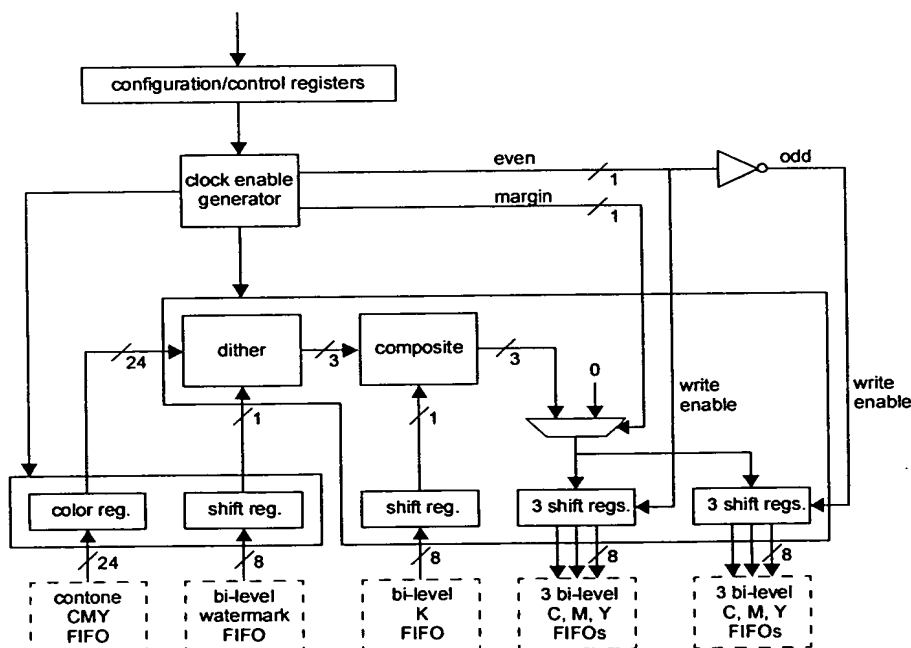 configuration/control registers
clock enable
generator
even
1
odd
margin
1
dither
composite
24
3
3
0
1
1
write
enable
write
enable
color reg.
shift reg.
shift reg.
3 shift regs.
3 shift regs.
24
8
8
8
8
contone
CMY
FIFO
bi-level
watermark
FIFO
bi-level
K
FIFO
3 bi-level
C, M, Y
FIFOs
3 bi-level
C, M, Y
FIFOs